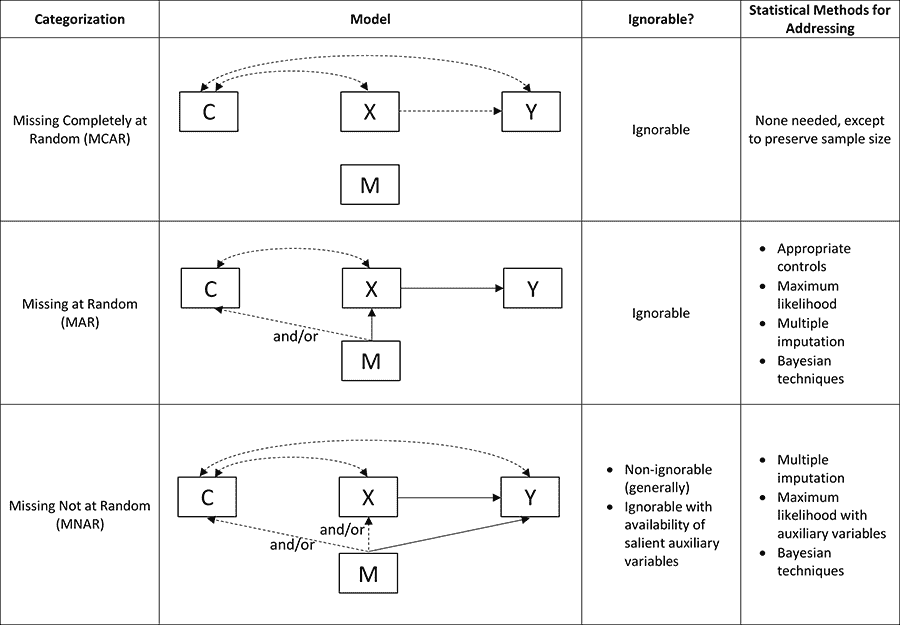 Categorization
Model
Ignorable?
Statistical Methods for
Addressing
Missing Completely at
Random (MCAR)
C
X
Y
M
Ignorable
None needed, except
to preserve sample size
Missing at Random
(MAR)
C
X
Y
and/or
M
Ignorable
• Appropriate
controls
• Maximum
likelihood
• Multiple
imputation
• Bayesian
techniques
Missing Not at Random
(MNAR)
C
X
Y
and/or
and/or
M
• Non-ignorable
(generally)
• Ignorable with
availability of
salient auxiliary
variables
• Multiple
imputation
• Maximum
likelihood with
auxiliary variables
• Bayesian
techniques